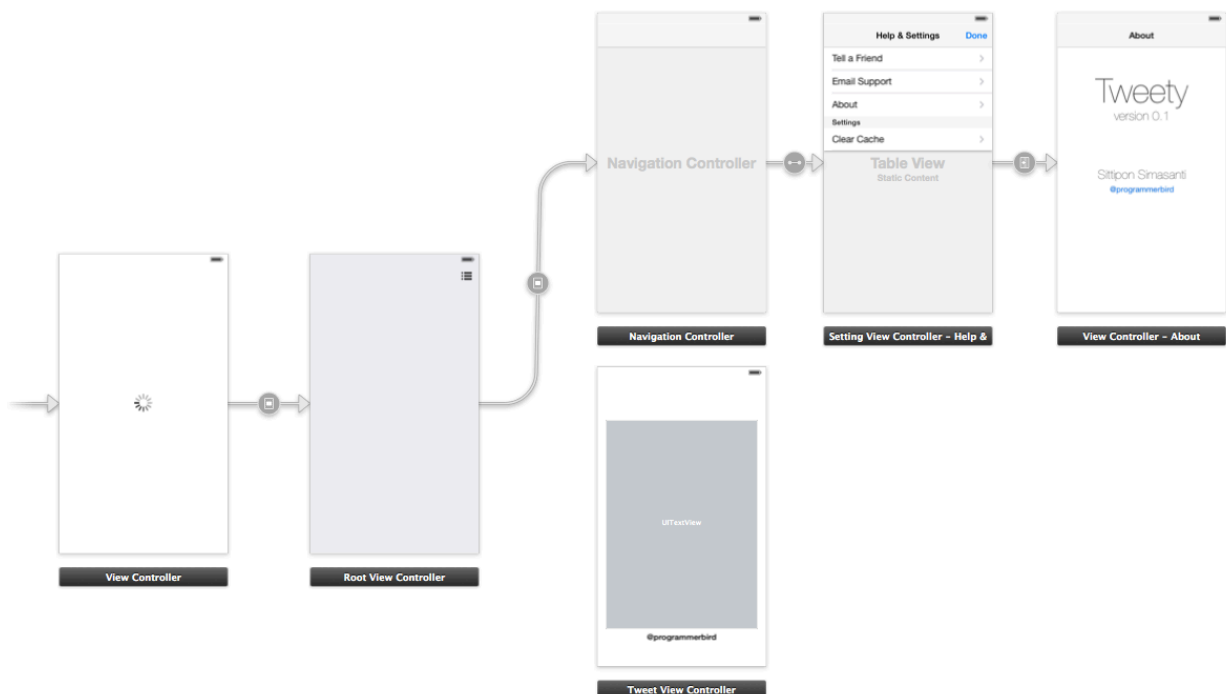 Navigation Controller
Navigation Controller
Help & Settings
Done
Tell a Friend
Email Support
About
Settings
Clear Cache
Table View
Static Content
Setting View Controller – Help &
About
Tweety
version 0.1
Sittipon Simasanti
@programmerbird
View Controller – About
View Controller
Root View Controller
UITextView
@programmerbird
Tweet View Controller